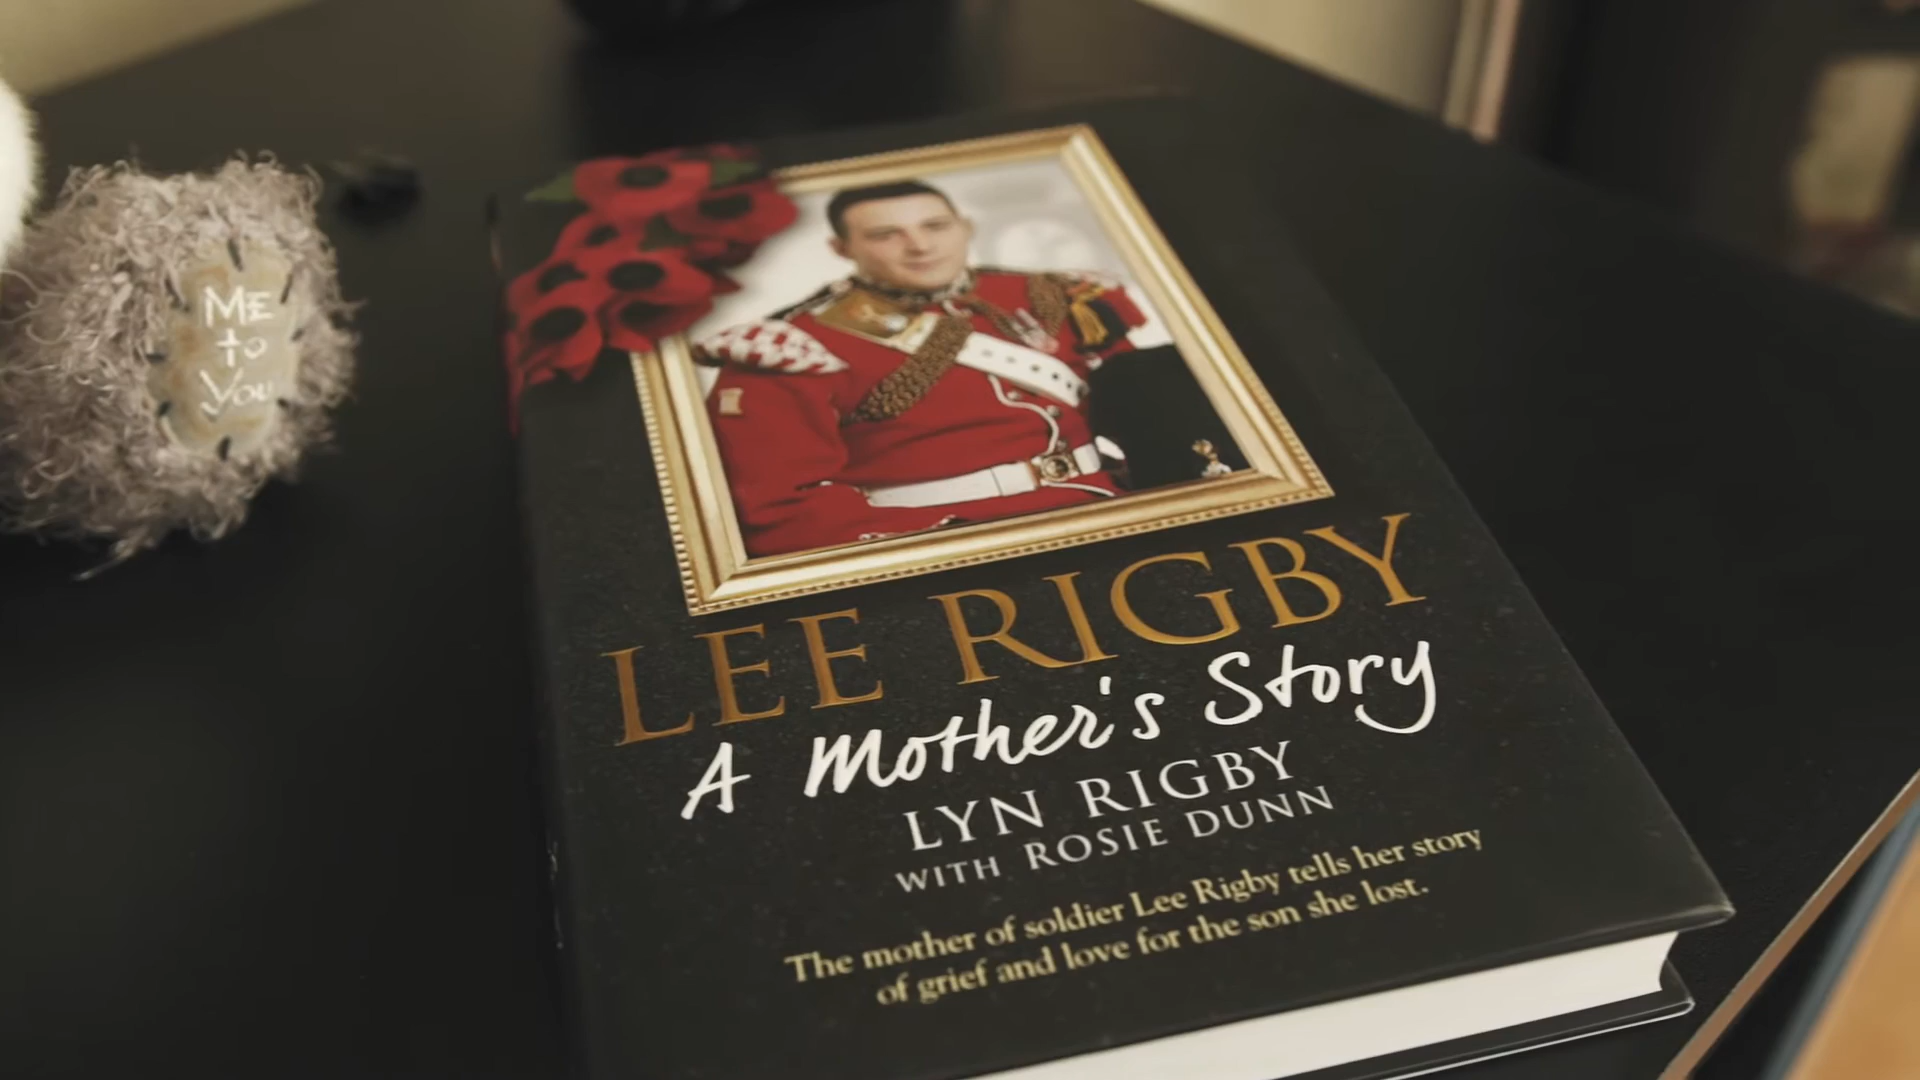 ME
to
You
LEE RIGBY
A Mother's Story
LYN RIGBY
WITH ROSIE DUNN
The mother of soldier Lee Rigby tells her story
of grief and love for the son she lost.